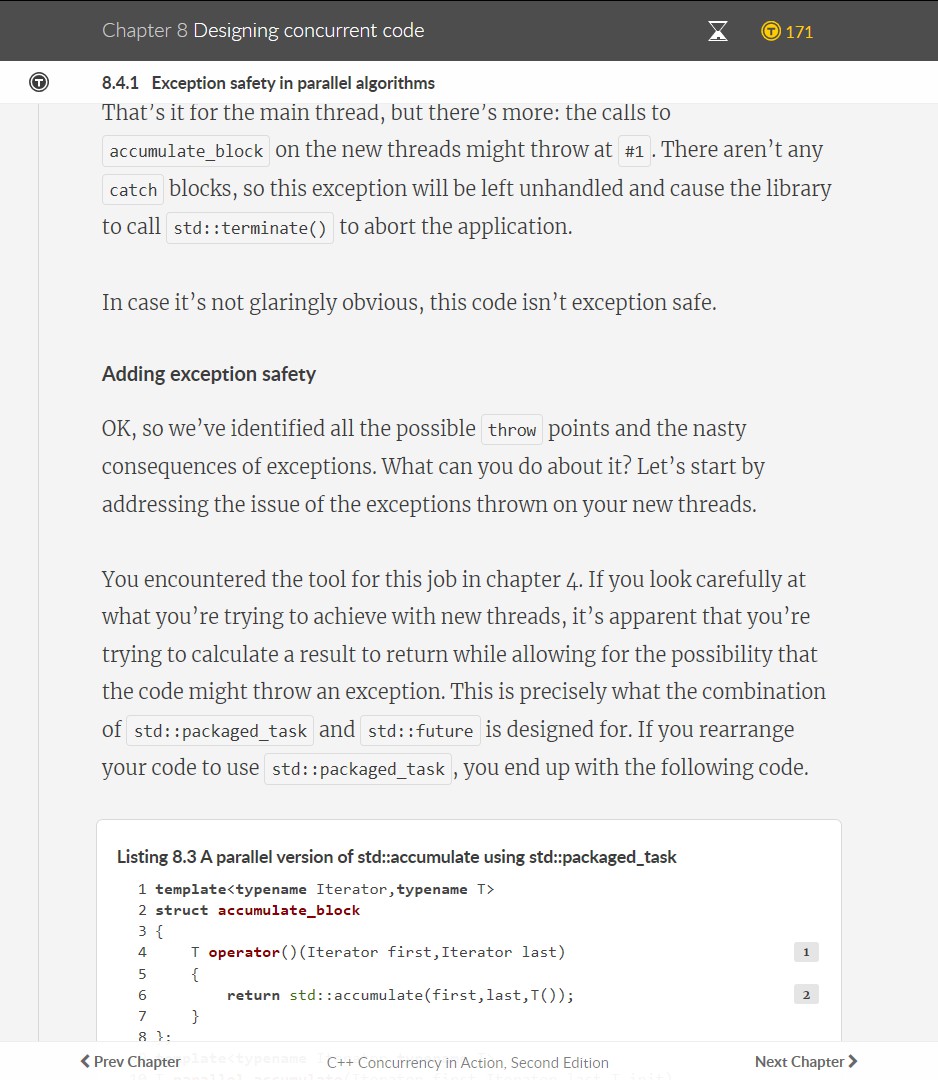 Chapter 8 Designing concurrent code
171
8.4.1 Exception safety in parallel algorithms
That’s it for the main thread, but there’s more: the calls to
accumulate_block on the new threads might throw at #1 . There aren’t any
catch blocks, so this exception will be left unhandled and cause the library
to call std::terminate() to abort the application.
In case it’s not glaringly obvious, this code isn’t exception safe.
Adding exception safety
OK, so we’ve identified all the possible throw points and the nasty
consequences of exceptions. What can you do about it? Let’s start by
addressing the issue of the exceptions thrown on your new threads.
You encountered the tool for this job in chapter 4. If you look carefully at
what you’re trying to achieve with new threads, it’s apparent that you’re
trying to calculate a result to return while allowing for the possibility that
the code might throw an exception. This is precisely what the combination
of std::packaged_task and std::future is designed for. If you rearrange
your code to use std::packaged_task , you end up with the following code.
Listing 8.3 A parallel version of std::accumulate using std::packaged_task
1 template<typename Iterator,typename T>
2 struct accumulate_block
3 {
4 T operator()(Iterator first,Iterator last) 1
5 {
6 return std::accumulate(first,last,T()); 2
7 }
8 };
Prev Chapter C++ Concurrency in Action, Second Edition Next Chapter